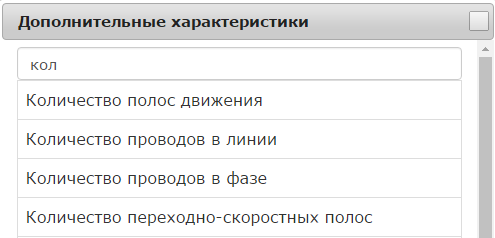 Дополнительные характеристики
кол
Количество полос движения
Количество проводов в линии
Количество проводов в фазе
Количество переходно-скоростных полос